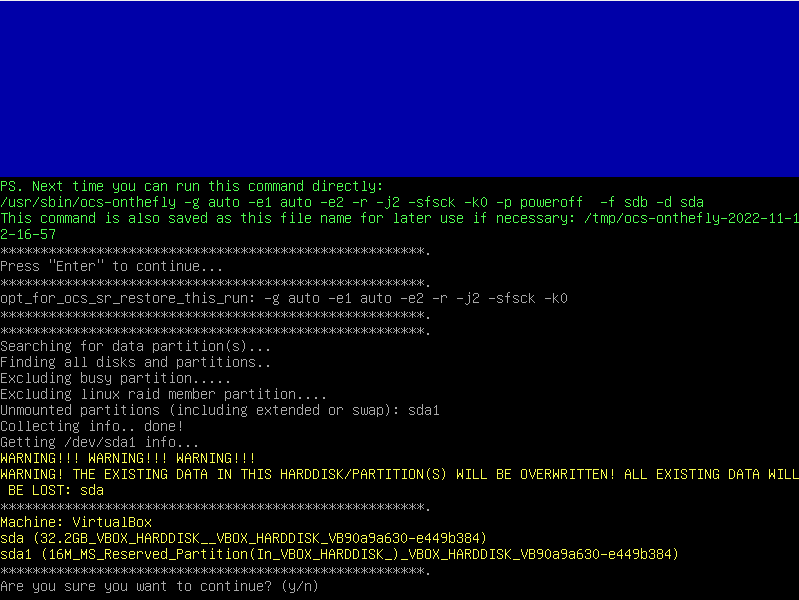 PS. Next time you can run this command directly:
/usr/sbin/ocs-onthefly -g auto -e1 auto -e2 -r -j2 -sfsck -k0 -p poweroff  -f sdb -d sda
This command is also saved as this file name for later use if necessary: /tmp/ocs-onthefly-2022-11-1
2-16-57
*****************************************************.
Press "Enter" to continue...
*****************************************************.
opt_for_ocs_sr_restore_this_run: -g auto -e1 auto -e2 -r -j2 -sfsck -k0
*****************************************************.
*****************************************************.
Searching for data partition(s)...
Finding all disks and partitions..
Excluding busy partition.....
Excluding linux raid member partition....
Unmounted partitions (including extended or swap): sda1
Collecting info.. done!
Getting /dev/sda1 info...
WARNING!!! WARNING!!! WARNING!!!
WARNING! THE EXISTING DATA IN THIS HARDDISK/PARTITION(S) WILL BE OVERWRITTEN! ALL EXISTING DATA WILL
 BE LOST: sda
*****************************************************.
Machine: VirtualBox
sda (32.2GB_VBOX_HARDDISK__VBOX_HARDDISK_VB90a9a630-e449b384)
sda1 (16M_MS_Reserved_Partition(In_VBOX_HARDDISK_)_VBOX_HARDDISK_VB90a9a630-e449b384)
*****************************************************.
Are you sure you want to continue? (y/n)